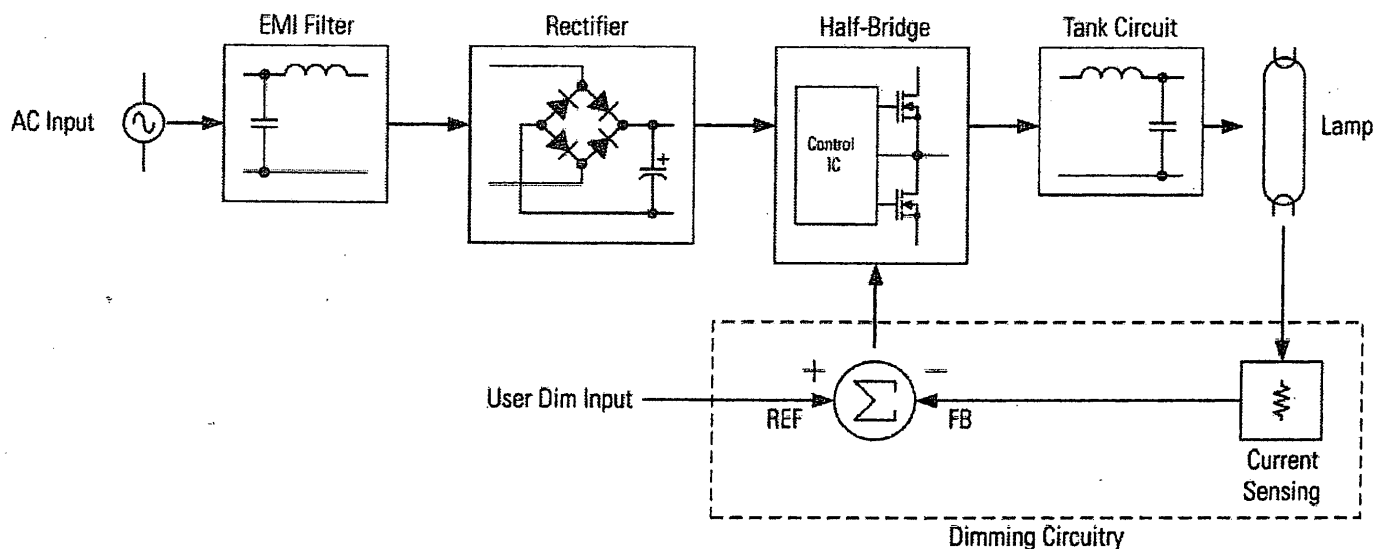 EMI Filter
Rectifier
Half-Bridge
Tank Circuit
AC Input
Control
IC
Lamp
+
+
−
Σ
User Dim Input
REF
FB
Current
Sensing
Dimming Circuitry